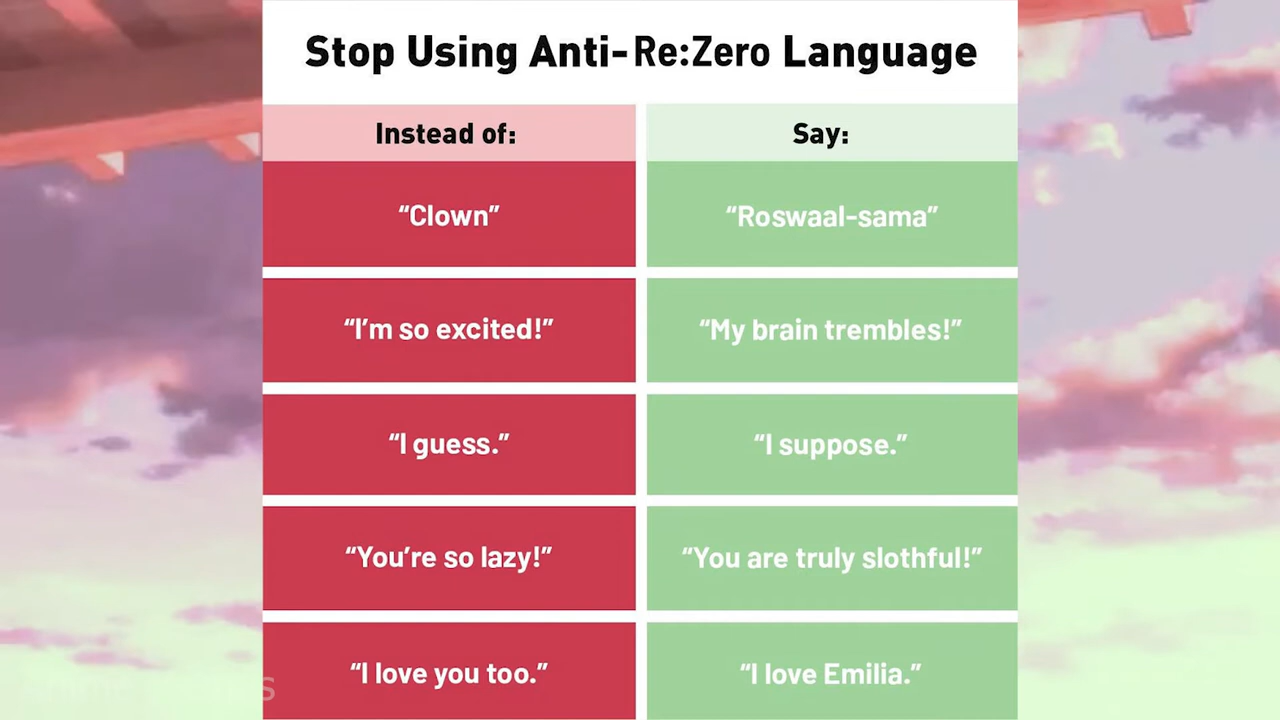 Stop Using Anti-Re:Zero Language
Instead of:
Say:
“Clown”
“Roswaal-sama”
“I’m so excited!”
“My brain trembles!”
“I guess.”
“I suppose.”
“You’re so lazy!”
“You are truly slothful!”
“I love you too.”
“I love Emilia.”